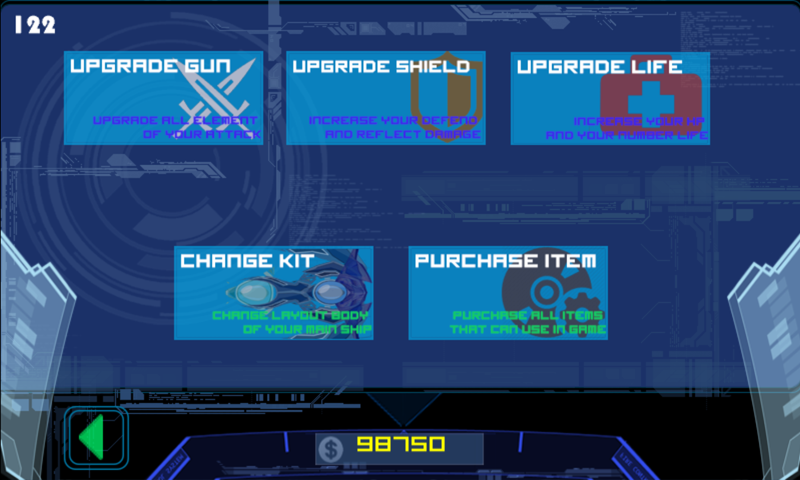 122
UPGRADE GUN
UPGRADE ALL ELEMENT
OF YOUR ATTACK
UPGRADE SHIELD
INCREASE YOUR DEFEND
AND REFLECT DAMAGE
UPGRADE LIFE
INCREASE YOUR HP
AND YOUR NUMBER LIFE
CHANGE KIT
CHANGE LAYOUT BODY
OF YOUR MAIN SHIP
PURCHASE ITEM
PURCHASE ALL ITEMS
THAT CAN USE IN GAME
$ 98750